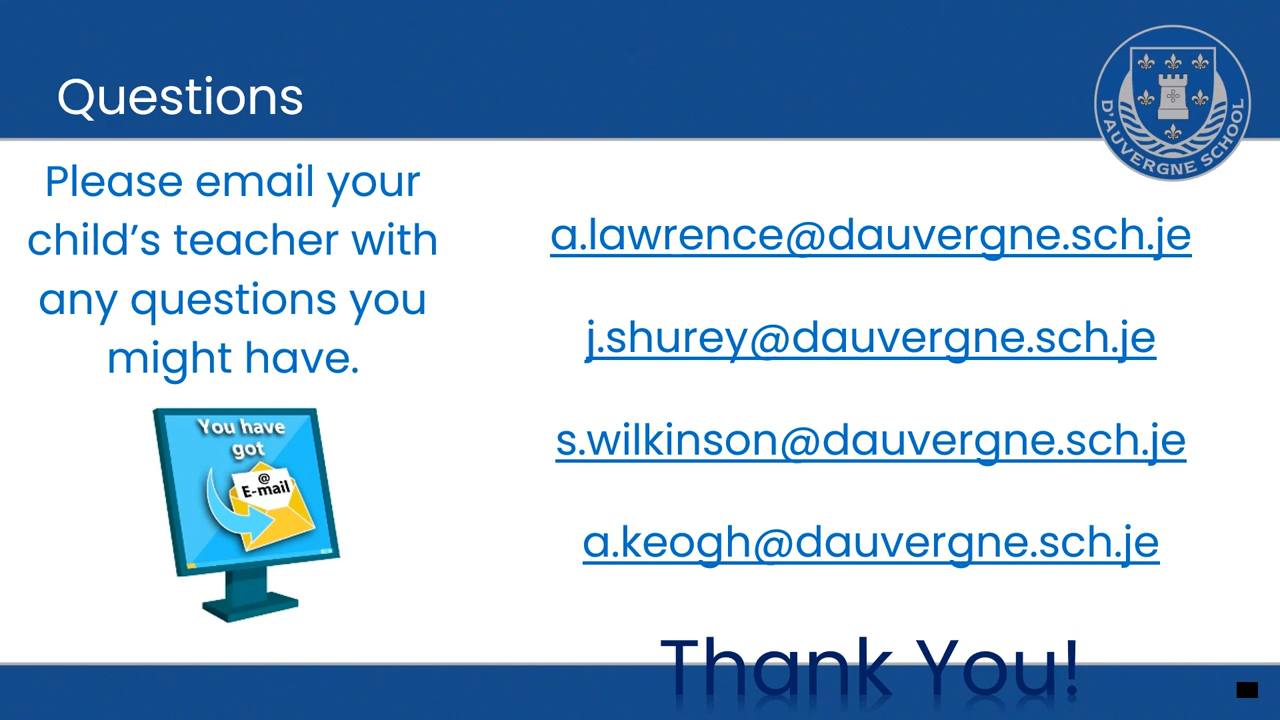 Questions
D'AUVERGNE SCHOOL
Please email your
child’s teacher with
any questions you
might have.
You have
got
@
E-mail
a.lawrence@dauvergne.sch.je
j.shurey@dauvergne.sch.je
s.wilkinson@dauvergne.sch.je
a.keogh@dauvergne.sch.je
Thank You!